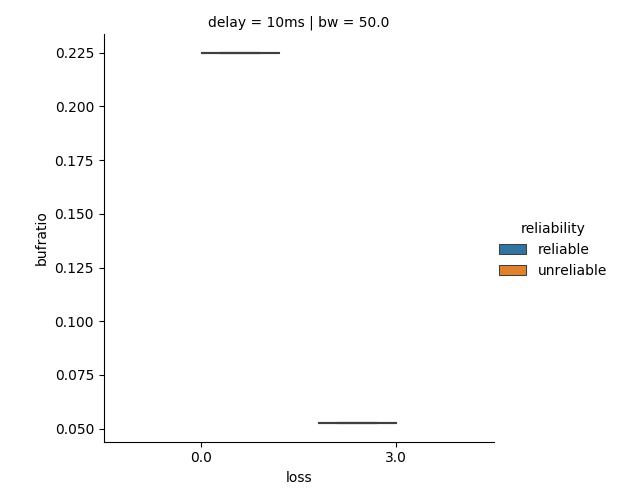 delay = 10ms | bw = 50.0
0.225
0.200
0.175
0.150
0.125
0.100
0.075
0.050
bufratio
0.0
3.0
loss
reliability
reliable
unreliable